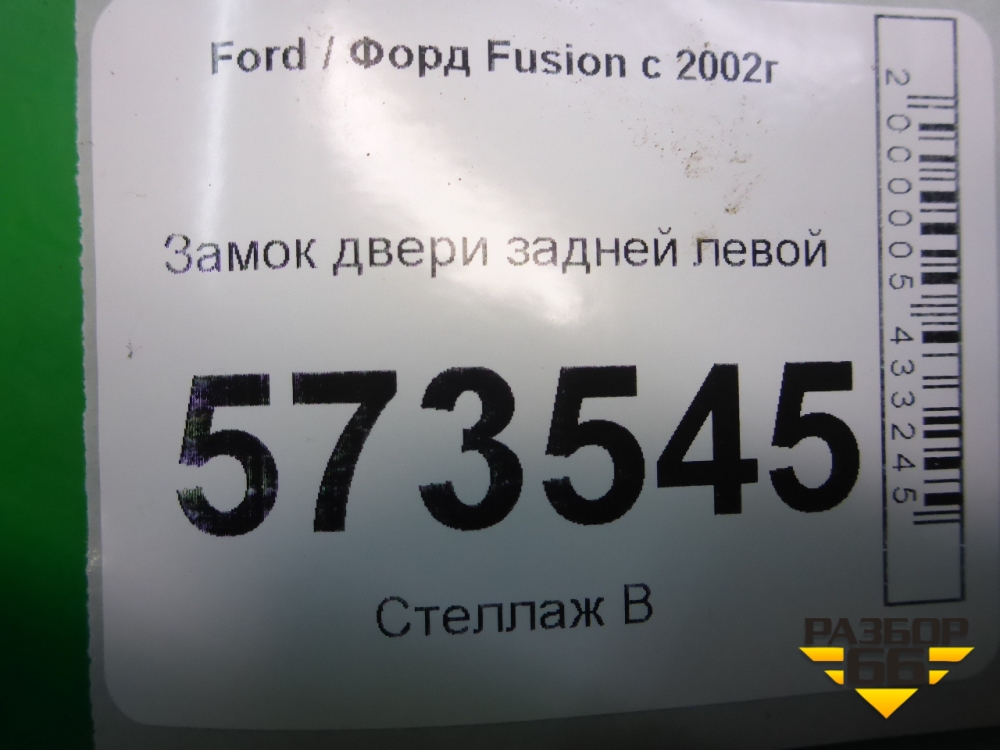 Ford / Форд Fusion с 2002г
Замок двери задней левой
573545
Стеллаж В
2000005433245
РАЗБОР
66